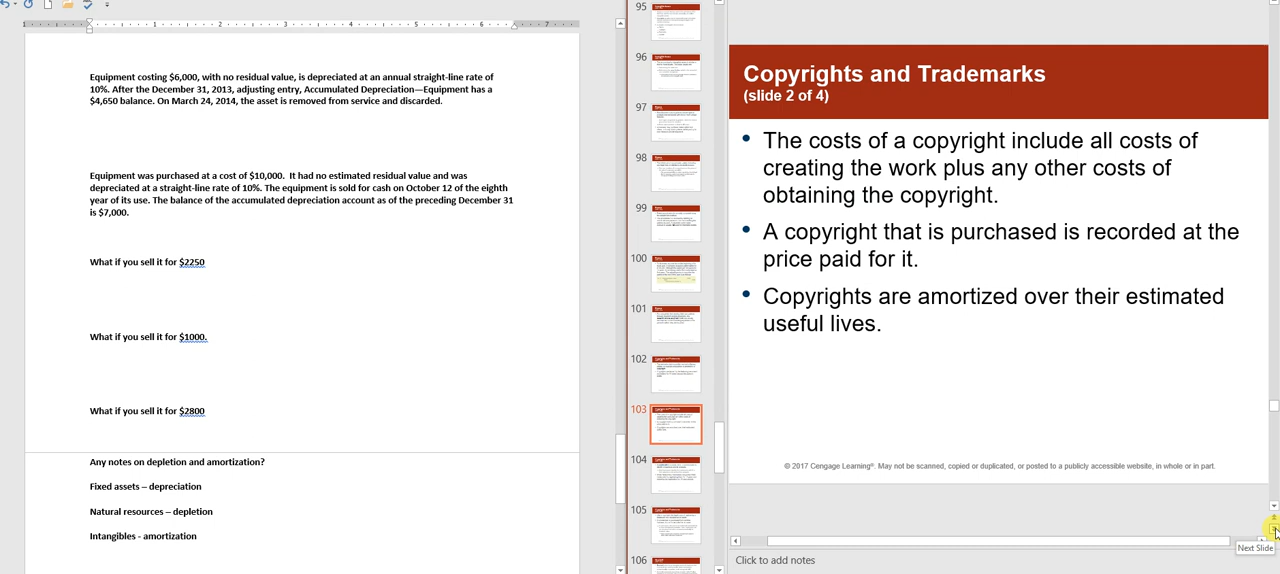 1
2
3
4
5
6
7
Equipment costing $6,000, with no residual value, is depreciated at an annual straight-line rate of
10%. After the December 31, 2013, adjusting entry, Accumulated Depreciation—Equipment has a
$4,650 balance. On March 24, 2014, the asset is removed from service and discarded.
Equipment was purchased at a cost of $10,000. It had no estimated residual value and was
depreciated at a straight-line rate of 10%. The equipment is sold for cash on October 12 of the eighth
year of its use. The balance of the accumulated depreciation account as of the preceding December 31
is $7,000.
What if you sell it for $2250
What if you sell it for $1000.
What if you sell it for $2800
Any notes on depletion and amortization?
Fixed assets – depreciation
Natural resources – depletion
Intangibles - amortization
95
96
97
98
99
100
101
102
103
104
105
106
Copyrights and Trademarks
(slide 2 of 4)
• The costs of a copyright include all costs of
creating the work plus any other costs of
obtaining the copyright.
• A copyright that is purchased is recorded at the
price paid for it.
• Copyrights are amortized over their estimated
useful lives.
© 2017 Cengage Learning®. May not be scanned, copied or duplicated, or posted to a publicly accessible website, in whole or in part.
Next Slide
Click to add notes